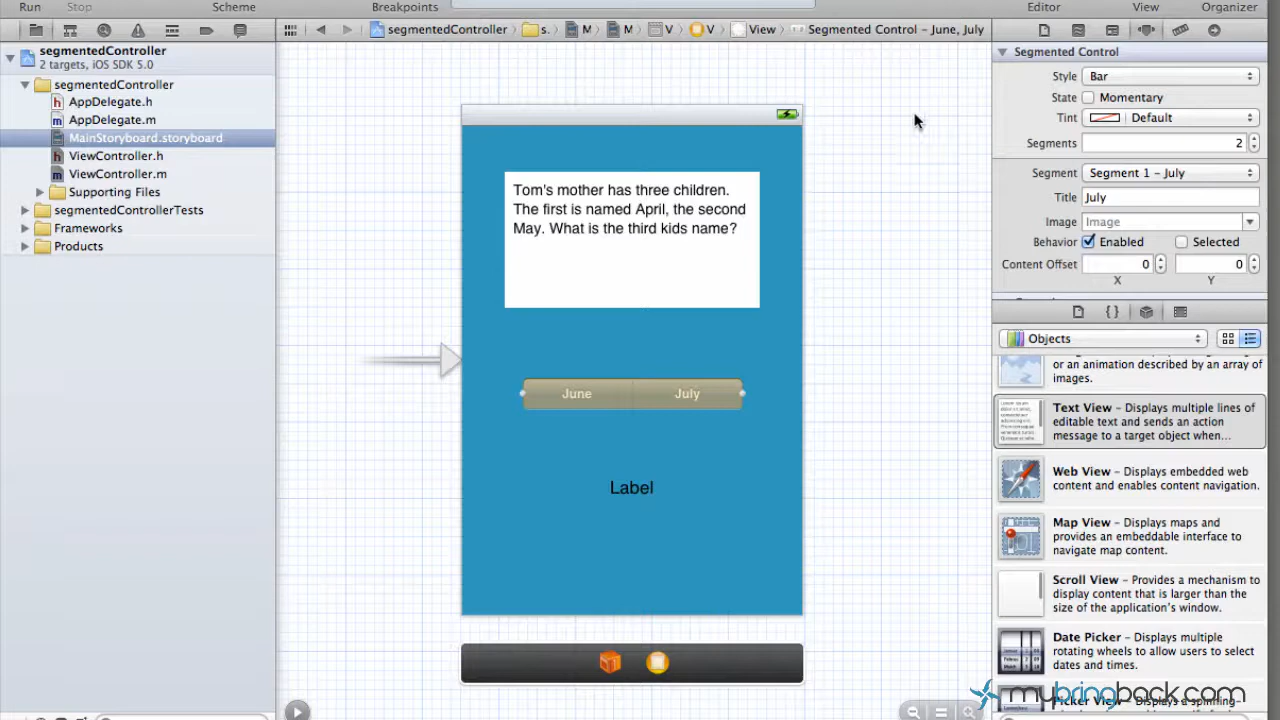 Run
Stop
Scheme
Breakpoints
Editor
View
Organizer
segmentedController
s.
M
M
V
V
View
Segmented Control – June, July
segmentedController
2 targets, iOS SDK 5.0
segmentedController
AppDelegate.h
AppDelegate.m
MainStoryboard.storyboard
ViewController.h
ViewController.m
Supporting Files
segmentedControllerTests
Frameworks
Products
Tom's mother has three children.
The first is named April, the second
May. What is the third kids name?
June
July
Label
Segmented Control
Style
Bar
State
Momentary
Tint
Default
Segments
2
Segment
Segment 1 – July
Title
July
Image
Image
Behavior
Enabled
Selected
Content Offset
0
0
X
Y
Objects
or an animation described by an array of
images.
Text View – Displays multiple lines of
editable text and sends an action
message to a target object when...
Web View – Displays embedded web
content and enables content navigation.
Map View – Displays maps and
provides an embeddable interface to
navigate map content.
Scroll View – Provides a mechanism to
display content that is larger than the
size of the application's window.
Date Picker – Displays multiple
rotating wheels to allow users to select
dates and times.
Picker View – Displays a spinning-
mybringback.com